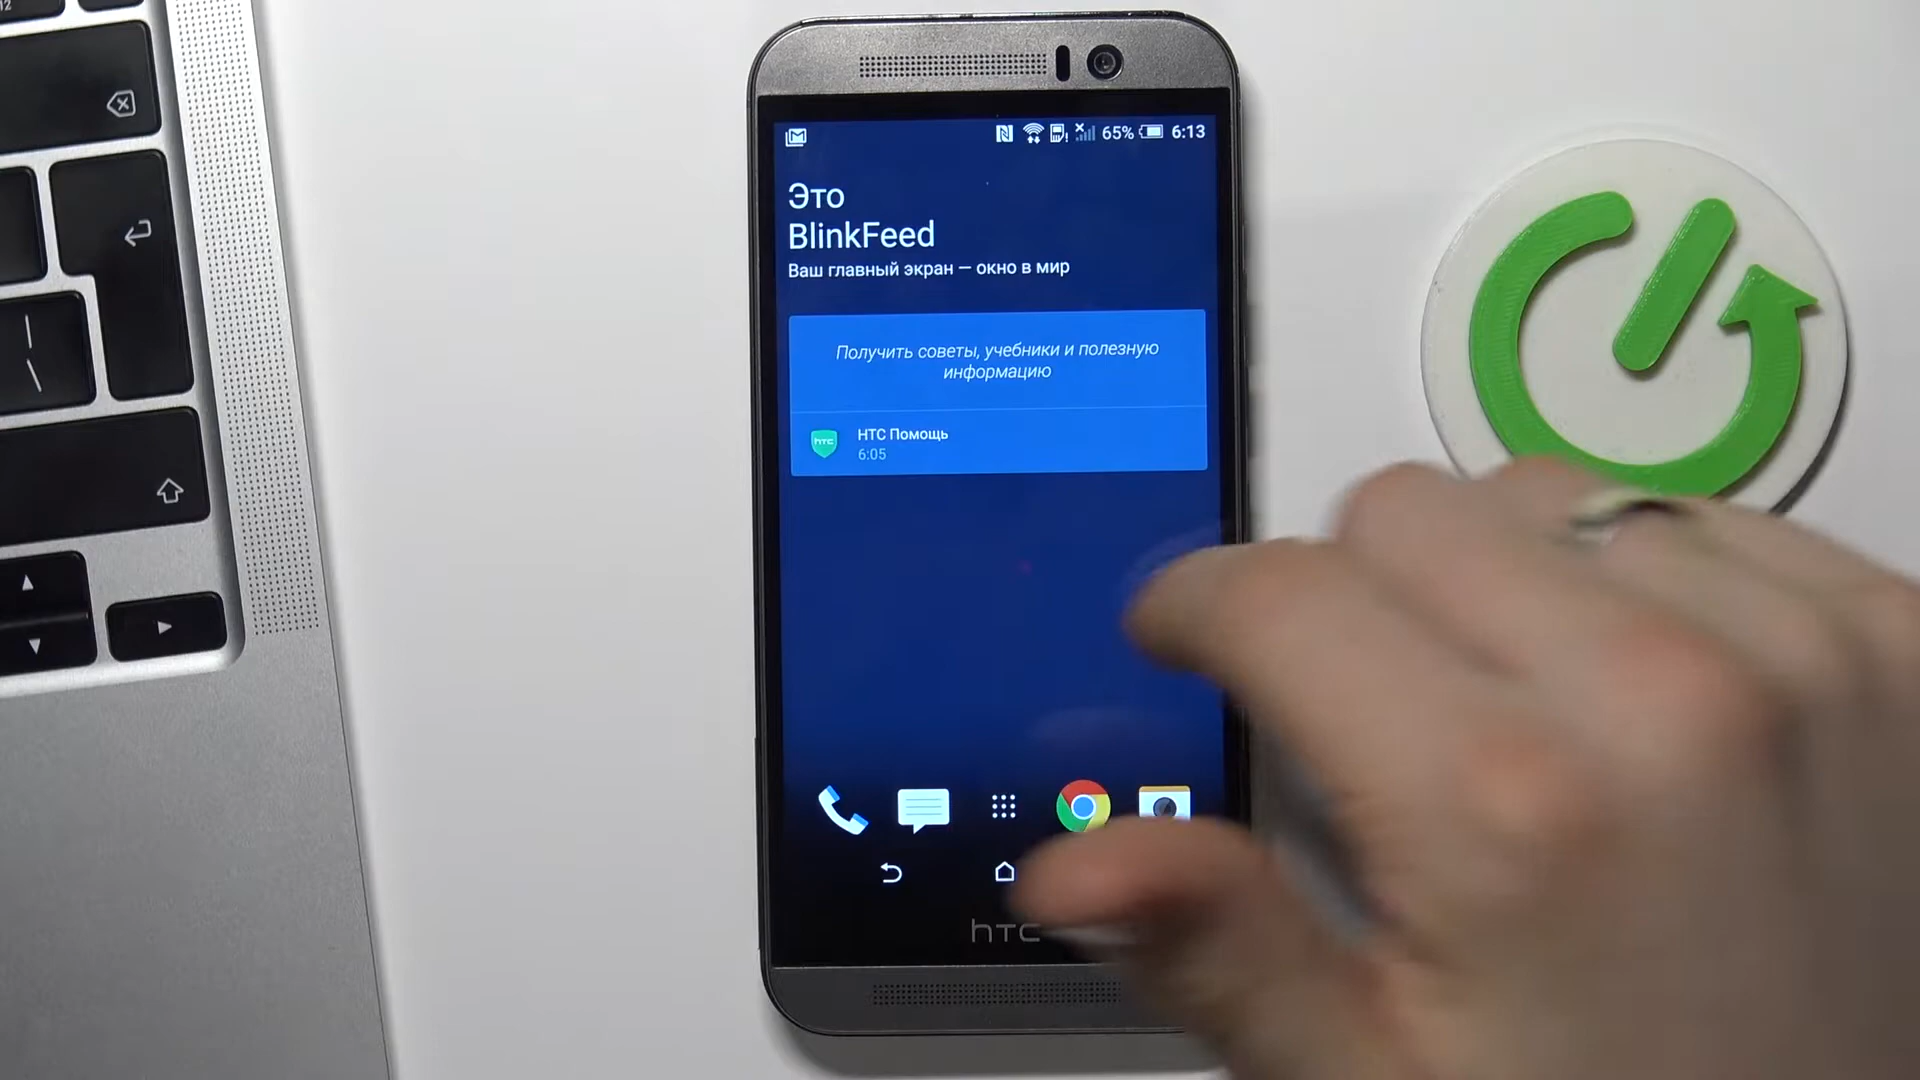 65% 6:13
Это
BlinkFeed
Ваш главный экран — окно в мир
Получить советы, учебники и полезную
информацию
hTC
НТС Помощь
6:05
hTC